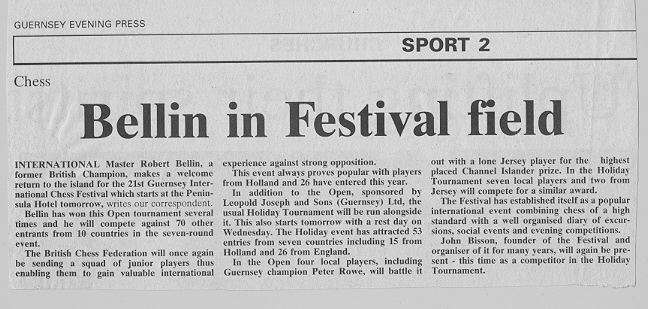 GUERNSEY EVENING PRESS
SPORT 2
Chess
Bellin in Festival field
INTERNATIONAL Master Robert Bellin, a
former British Champion, makes a welcome
return to the island for the 21st Guernsey Inter-
national Chess Festival which starts at the Penin-
sula Hotel tomorrow, writes our correspondent.
Bellin has won this Open tournament several
times and he will compete against 70 other
entrants from 10 countries in the seven-round
event.
The British Chess Federation will once again
be sending a squad of junior players thus
enabling them to gain valuable international
experience against strong opposition.
This event always proves popular with players
from Holland and 26 have entered this year.
In addition to the Open, sponsored by
Leopold Joseph and Sons (Guernsey) Ltd, the
usual Holiday Tournament will be run alongside
it. This also starts tomorrow with a rest day on
Wednesday. The Holiday event has attracted 53
entries from seven countries including 15 from
Holland and 26 from England.
In the Open four local players, including
Guernsey champion Peter Rowe, will battle it
out with a lone Jersey player for the highest
placed Channel Islander prize. In the Holiday
Tournament seven local players and two from
Jersey will compete for a similar award.
The Festival has established itself as a popular
international event combining chess of a high
standard with a well organised diary of excur-
sions, social events and evening competitions.
John Bisson, founder of the Festival and
organiser of it for many years, will again be pre-
sent - this time as a competitor in the Holiday
Tournament.